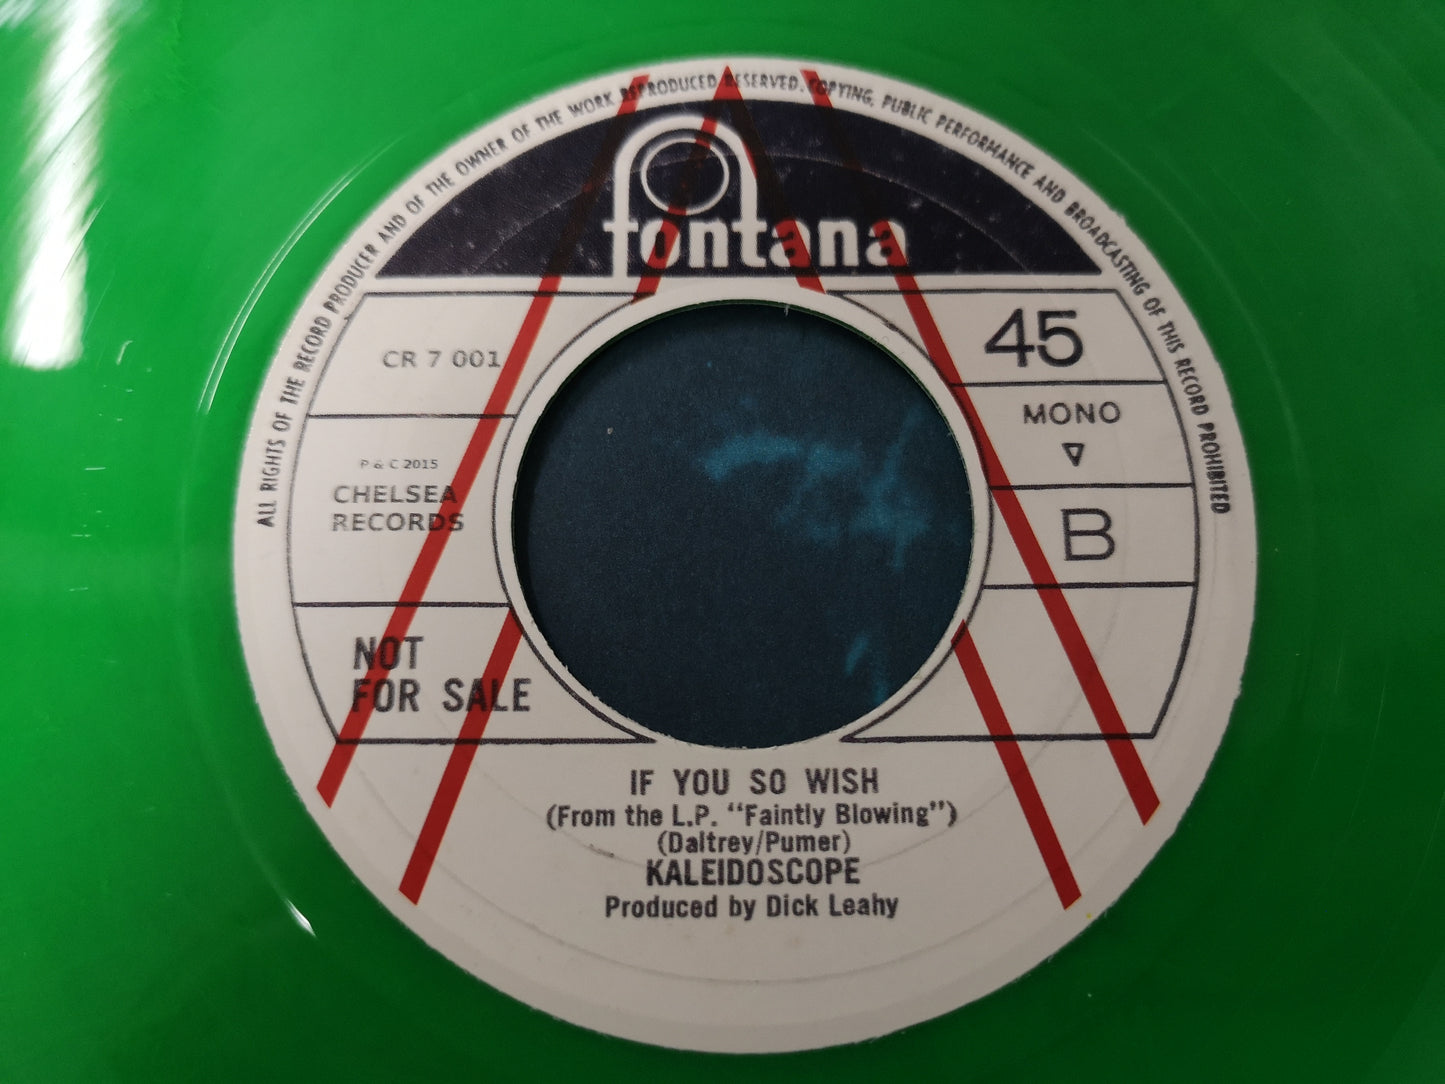 ALL RIGHTS OF THE RECORD PRODUCER AND OF THE OWNER OF THE WORK REPRODUCED RESERVED. COPYING, PUBLIC PERFORMANCE AND BROADCASTING OF THIS RECORD PROHIBITED
fontana
CR 7 001
45
MONO
P & C 2015
CHELSEA
RECORDS
B
NOT
FOR SALE
IF YOU SO WISH
(From the L.P. "Faintly Blowing")
(Daltrey/Pumer)
KALEIDOSCOPE
Produced by Dick Leahy